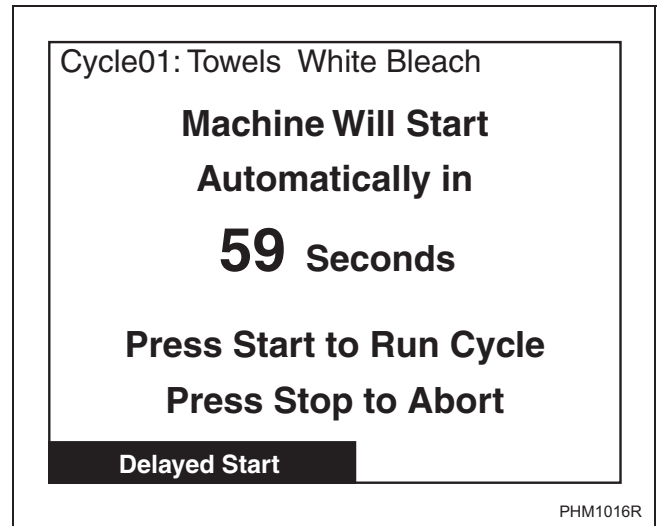 Cycle01: Towels White Bleach
Machine Will Start
Automatically in
59 Seconds
Press Start to Run Cycle
Press Stop to Abort
Delayed Start
PHM1016R